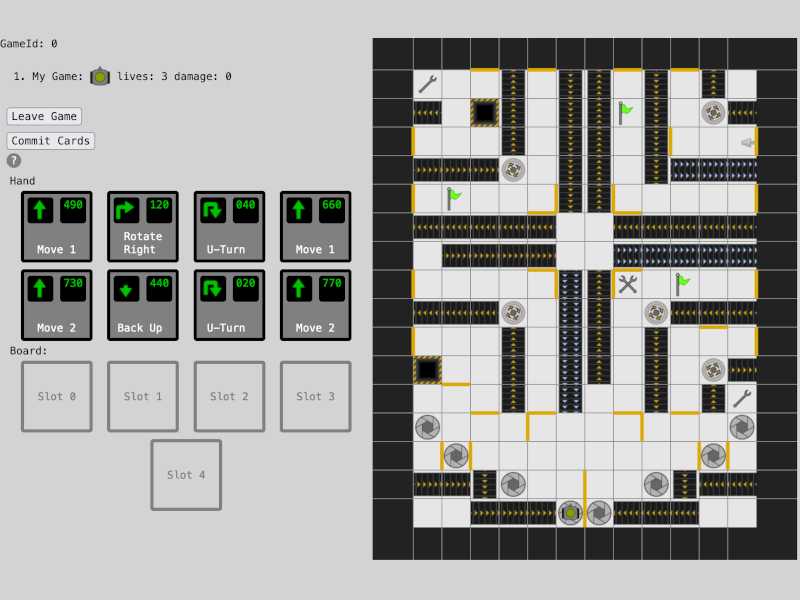 GameId: 0
1. My Game: lives: 3 damage: 0
Leave Game
Commit Cards
?
Hand
490 120 040 660
Move 1 Rotate Right U-Turn Move 1
730 440 020 770
Move 2 Back Up U-Turn Move 2
Board:
Slot 0 Slot 1 Slot 2 Slot 3
Slot 4